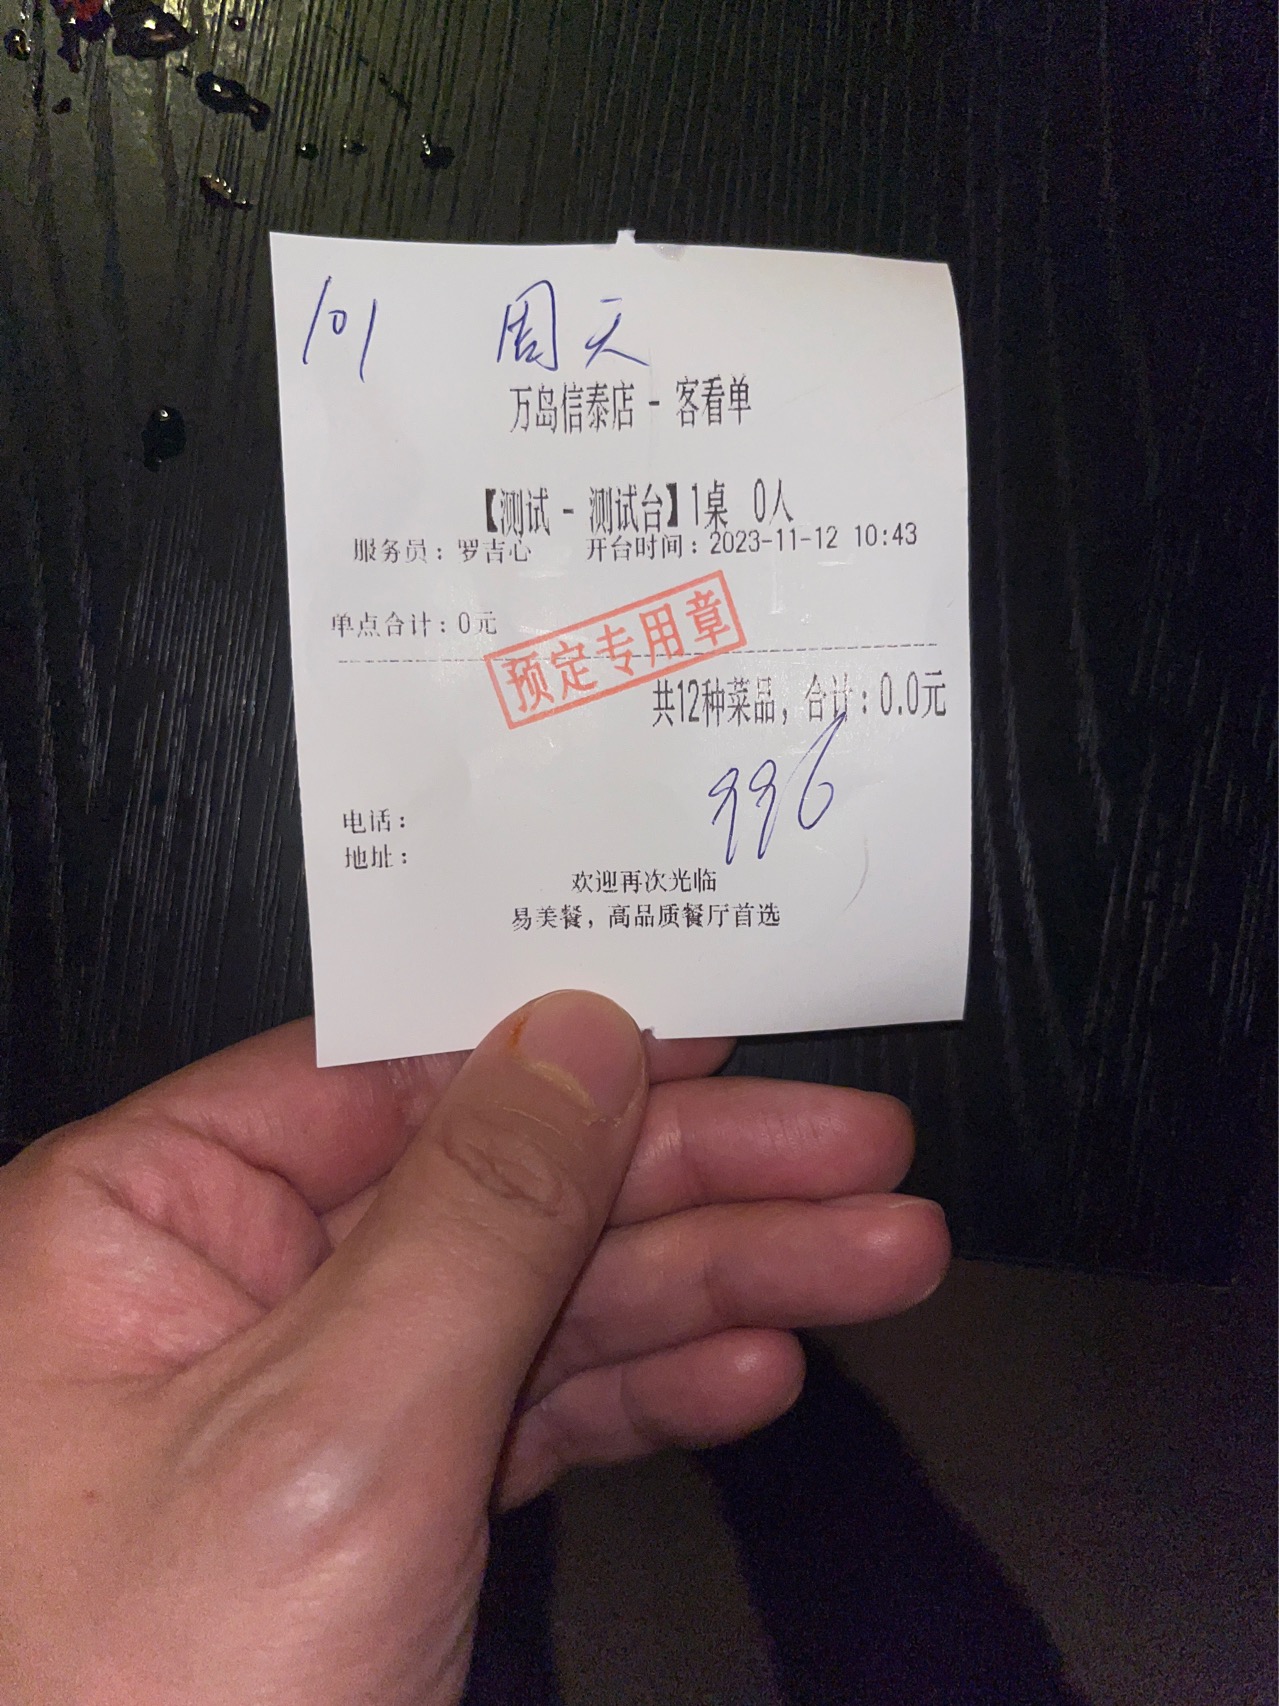 101 周天
万岛信泰店 - 客看单
【测试 - 测试台】1桌 0人
服务员：罗吉心 开台时间：2023-11-12 10:43
单点合计：0元
预定专用章
共12种菜品，合计：0.0元
996
电话：
地址：
欢迎再次光临
易美餐，高品质餐厅首选